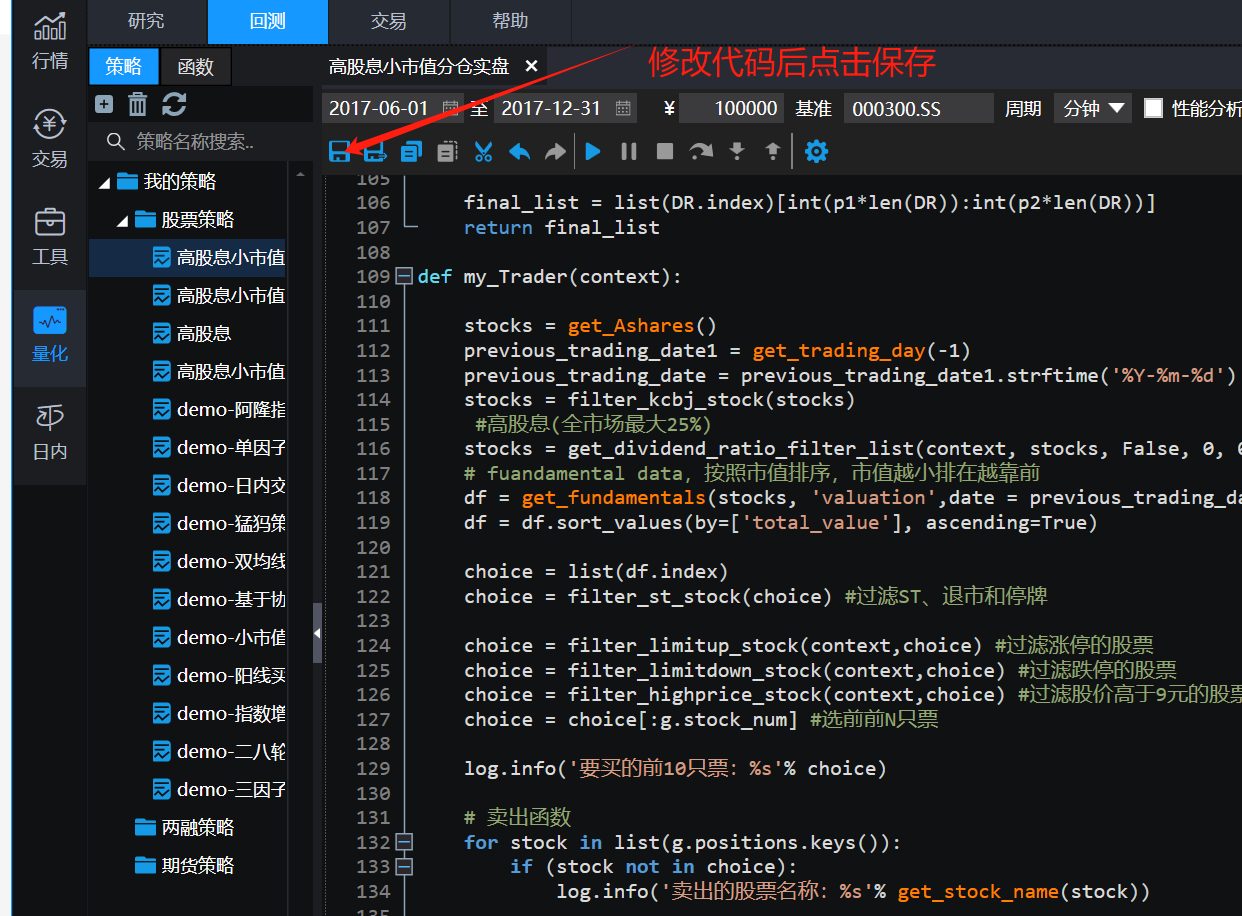 行情
交易
工具
量化
日内
研究
回测
交易
帮助
策略
函数
高股息小市值分仓实盘 ×
修改代码后点击保存
策略名称搜索..
2017-06-01 至 2017-12-31 ¥ 100000 基准 000300.SS 周期 分钟 性能分析
我的策略
股票策略
高股息小市值
高股息小市值
高股息
高股息小市值
demo-阿隆指
demo-单因子
demo-日内交
demo-猛犸策
demo-双均线
demo-基于协
demo-小市值
demo-阳线买
demo-指数增
demo-二八轮
demo-三因子
两融策略
期货策略
105
106 final_list = list(DR.index)[int(p1*len(DR)):int(p2*len(DR))]
107 return final_list
108
109 def my_Trader(context):
110
111 stocks = get_Ashares()
112 previous_trading_date1 = get_trading_day(-1)
113 previous_trading_date = previous_trading_date1.strftime('%Y-%m-%d')
114 stocks = filter_kcbj_stock(stocks)
115 #高股息(全市场最大25%)
116 stocks = get_dividend_ratio_filter_list(context, stocks, False, 0, 0
117 # fuandamental data，按照市值排序，市值越小排在越靠前
118 df = get_fundamentals(stocks, 'valuation',date = previous_trading_da
119 df = df.sort_values(by=['total_value'], ascending=True)
120
121 choice = list(df.index)
122 choice = filter_st_stock(choice) #过滤ST、退市和停牌
123
124 choice = filter_limitup_stock(context,choice) #过滤涨停的股票
125 choice = filter_limitdown_stock(context,choice) #过滤跌停的股票
126 choice = filter_highprice_stock(context,choice) #过滤股价高于9元的股票
127 choice = choice[:g.stock_num] #选前前N只票
128
129 log.info('要买的前10只票：%s'% choice)
130
131 # 卖出函数
132 for stock in list(g.positions.keys()):
133 if (stock not in choice):
134 log.info('卖出的股票名称：%s'% get_stock_name(stock))
135